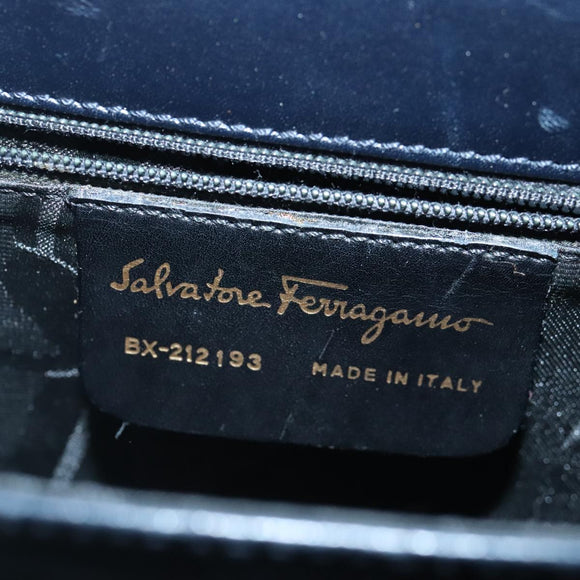 Salvatore Ferragamo
BX-212193 MADE IN ITALY